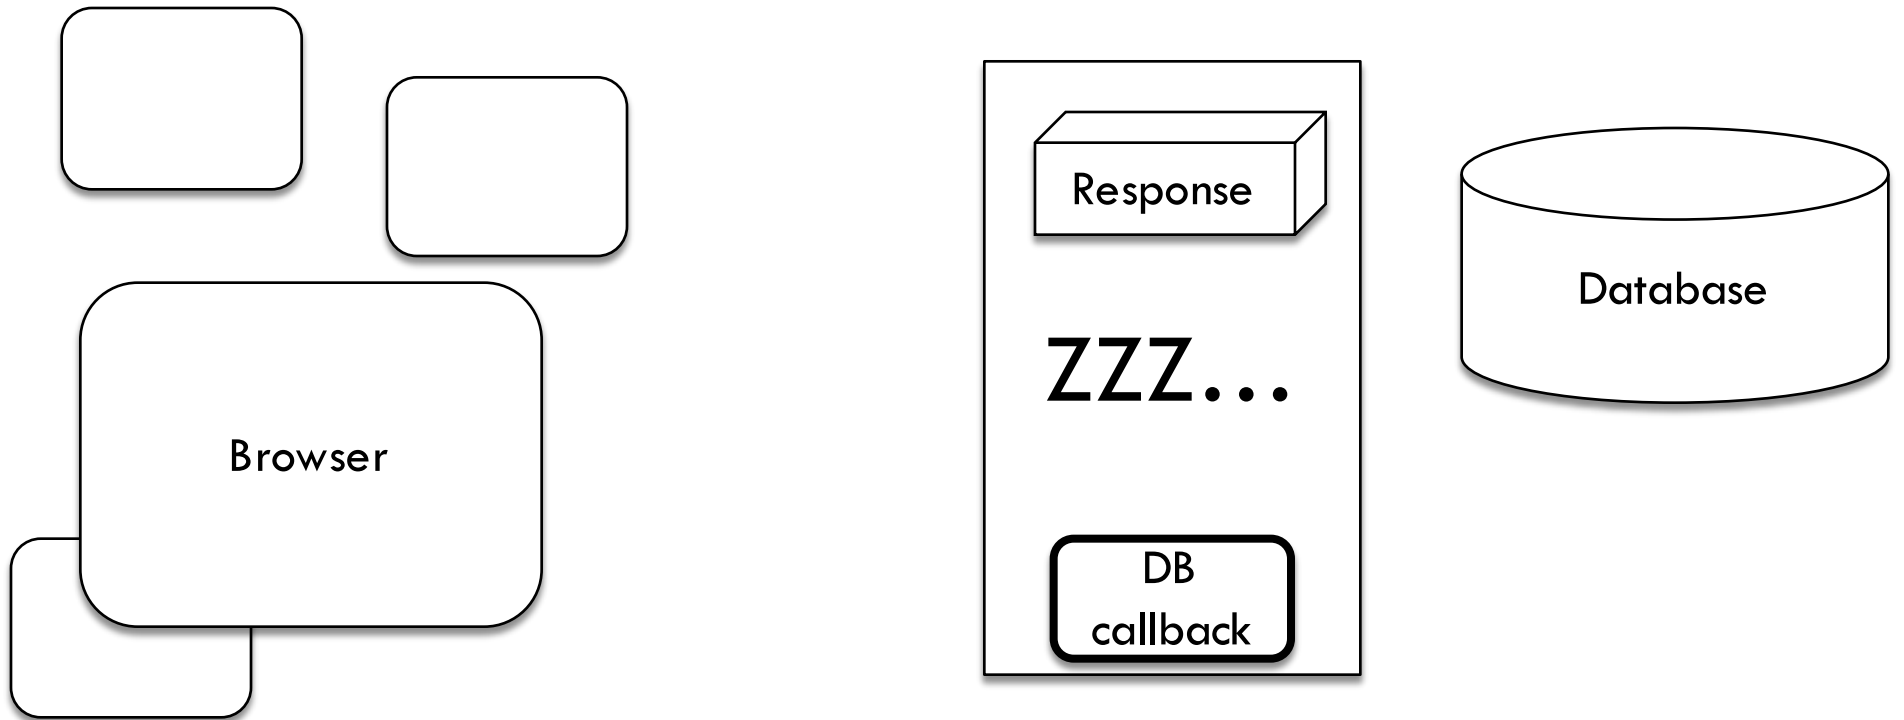 Response
Database
ZZZ...
Browser
DB
callback